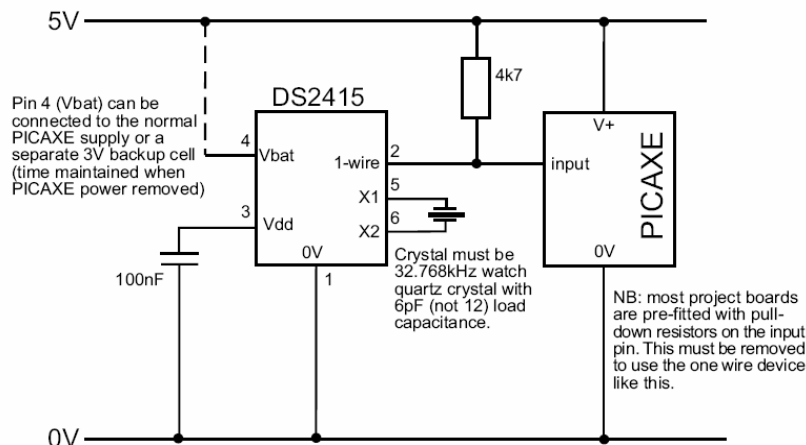 5V
4k7
DS2415
Pin 4 (Vbat) can be
connected to the normal
PICAXE supply or a
separate 3V backup cell
(time maintained when
PICAXE power removed)
4
Vbat
1-wire
2
X1
5
X2
6
3
Vdd
0V
1
100nF
Crystal must be
32.768kHz watch
quartz crystal with
6pF (not 12) load
capacitance.
V+
input
PICAXE
0V
NB: most project boards
are pre-fitted with pull-
down resistors on the input
pin. This must be removed
to use the one wire device
like this.
0V